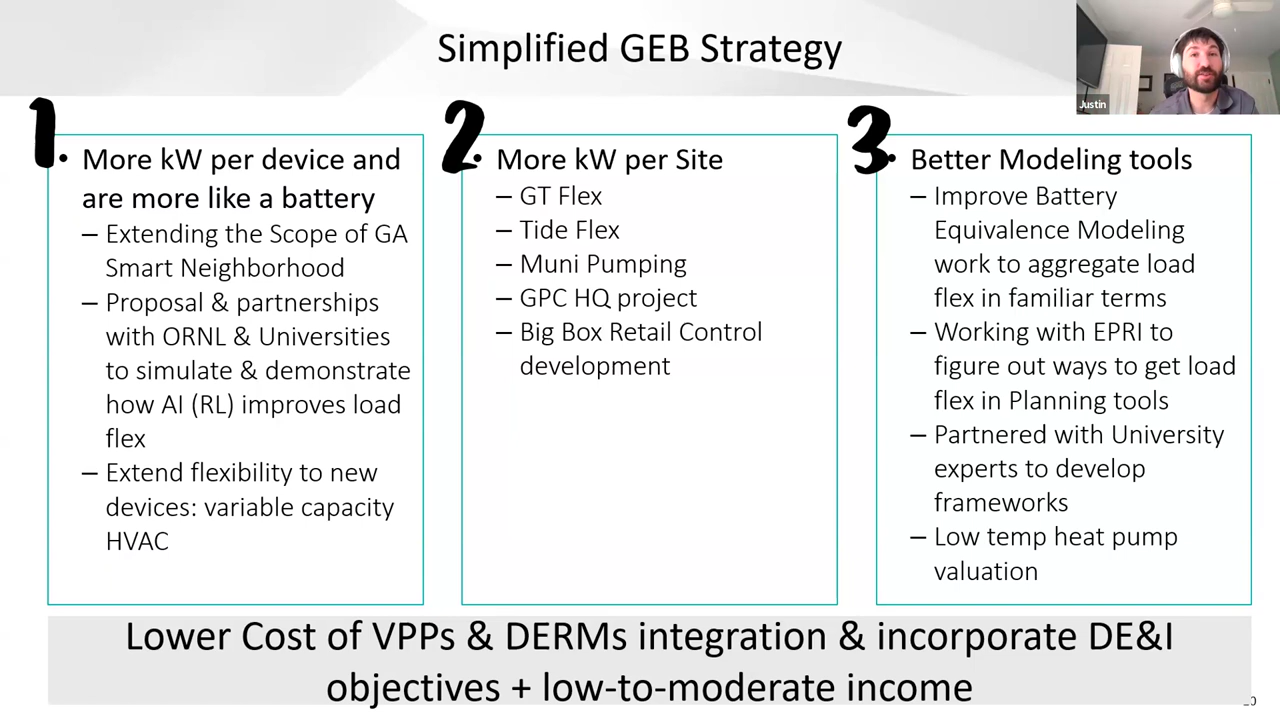 Simplified GEB Strategy
Justin
1
• More kW per device and
are more like a battery
– Extending the Scope of GA
Smart Neighborhood
– Proposal & partnerships
with ORNL & Universities
to simulate & demonstrate
how AI (RL) improves load
flex
– Extend flexibility to new
devices: variable capacity
HVAC
2
• More kW per Site
– GT Flex
– Tide Flex
– Muni Pumping
– GPC HQ project
– Big Box Retail Control
development
3
• Better Modeling tools
– Improve Battery
Equivalence Modeling
work to aggregate load
flex in familiar terms
– Working with EPRI to
figure out ways to get load
flex in Planning tools
– Partnered with University
experts to develop
frameworks
– Low temp heat pump
valuation
Lower Cost of VPPs & DERMs integration & incorporate DE&I
objectives + low-to-moderate income